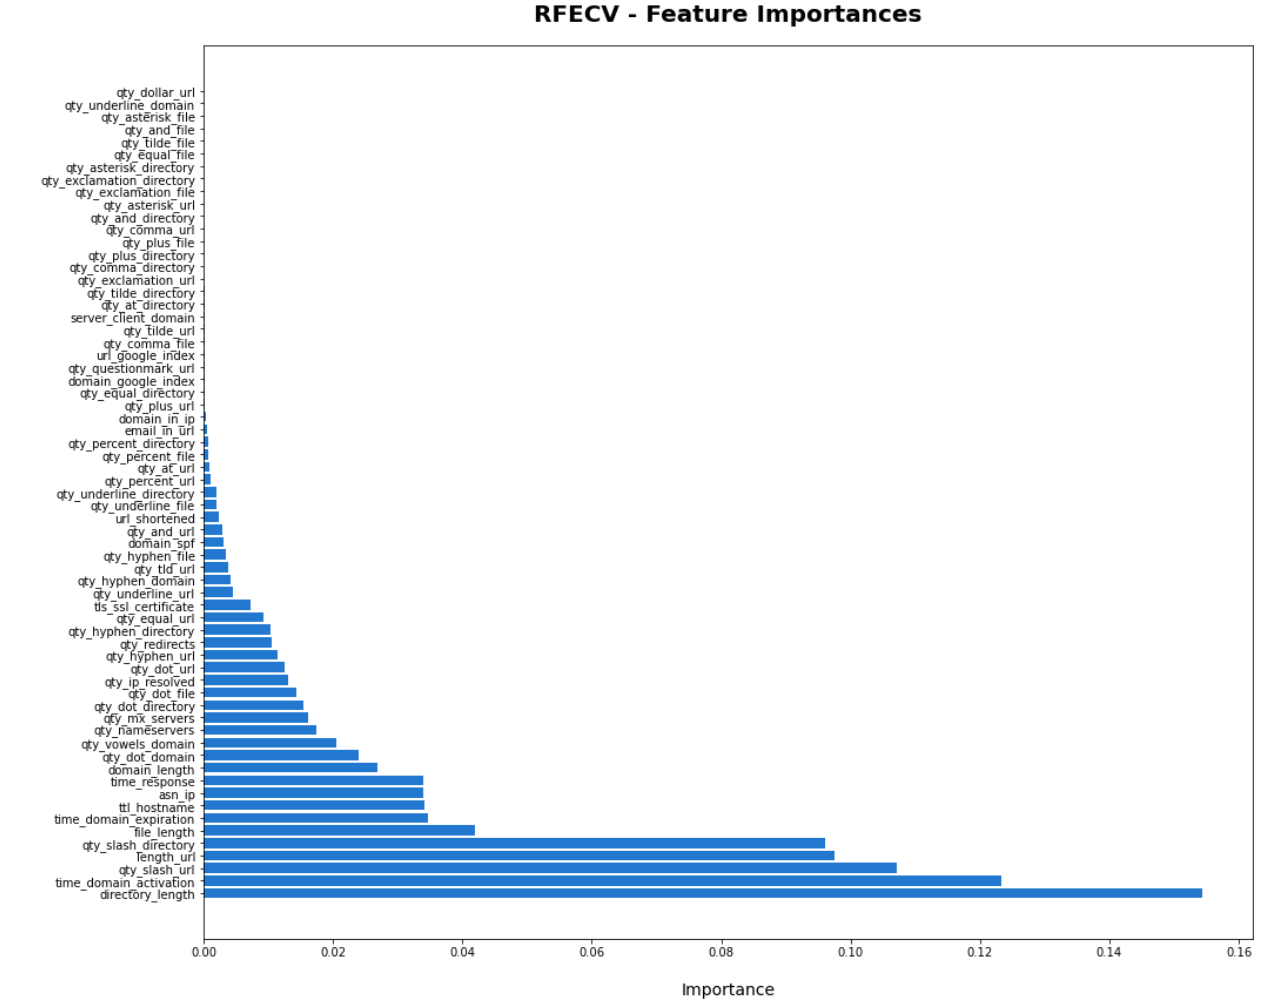 RFECV - Feature Importances
qty_dollar_url
qty_underline_domain
qty_asterisk_file
qty_and_file
qty_tilde_file
qty_equal_file
qty_asterisk_directory
qty_exclamation_directory
qty_exclamation_file
qty_asterisk_url
qty_and_directory
qty_comma_url
qty_plus_file
qty_plus_directory
qty_comma_directory
qty_exclamation_url
qty_tilde_directory
qty_at_directory
server_client_domain
qty_tilde_url
qty_comma_file
url_google_index
qty_questionmark_url
domain_google_index
qty_equal_directory
qty_plus_url
domain_in_ip
email_in_url
qty_percent_directory
qty_percent_file
qty_at_url
qty_percent_url
qty_underline_directory
qty_underline_file
url_shortened
qty_and_url
domain_spf
qty_hyphen_file
qty_tld_url
qty_hyphen_domain
qty_underline_url
tls_ssl_certificate
qty_equal_url
qty_hyphen_directory
qty_redirects
qty_hyphen_url
qty_dot_url
qty_ip_resolved
qty_dot_file
qty_dot_directory
qty_mx_servers
qty_nameservers
qty_vowels_domain
qty_dot_domain
domain_length
time_response
asn_ip
ttl_hostname
time_domain_expiration
file_length
qty_slash_directory
length_url
qty_slash_url
time_domain_activation
directory_length
0.00 0.02 0.04 0.06 0.08 0.10 0.12 0.14 0.16
Importance